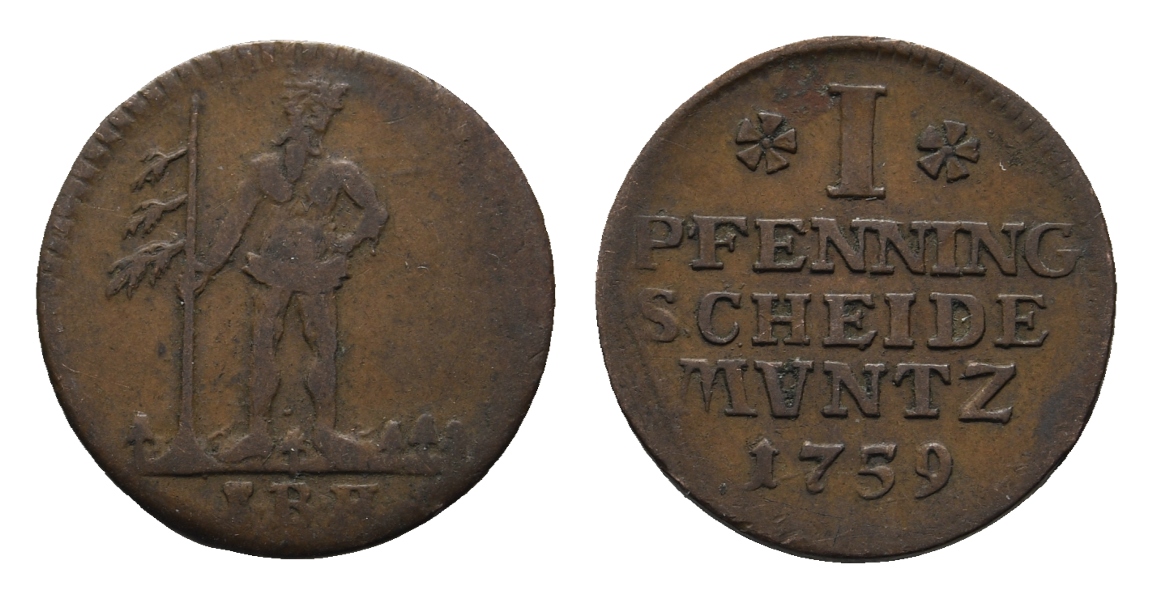 I B H
I
PFENNING
SCHEIDE
MVNTZ
1759